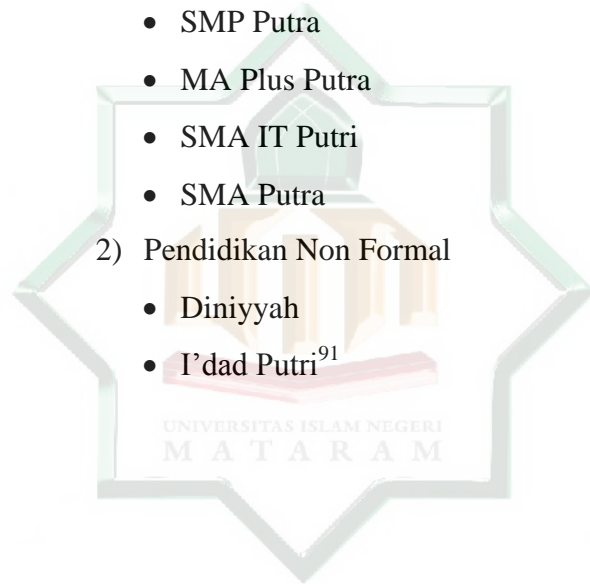 • SMP Putra
• MA Plus Putra
• SMA IT Putri
• SMA Putra
2) Pendidikan Non Formal
• Diniyyah
• I’dad Putri91
UNIVERSITAS ISLAM NEGERI
M A T A R A M